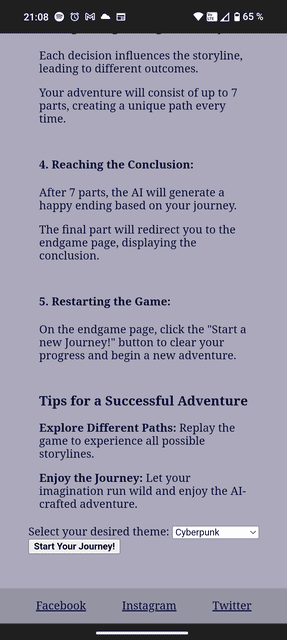 21:08
65 %
Each decision influences the storyline,
leading to different outcomes.
Your adventure will consist of up to 7
parts, creating a unique path every
time.
4. Reaching the Conclusion:
After 7 parts, the AI will generate a
happy ending based on your journey.
The final part will redirect you to the
endgame page, displaying the
conclusion.
5. Restarting the Game:
On the endgame page, click the "Start a
new Journey!" button to clear your
progress and begin a new adventure.
Tips for a Successful Adventure
Explore Different Paths: Replay the
game to experience all possible
storylines.
Enjoy the Journey: Let your
imagination run wild and enjoy the AI-
crafted adventure.
Select your desired theme: Cyberpunk
Start Your Journey!
Facebook Instagram Twitter